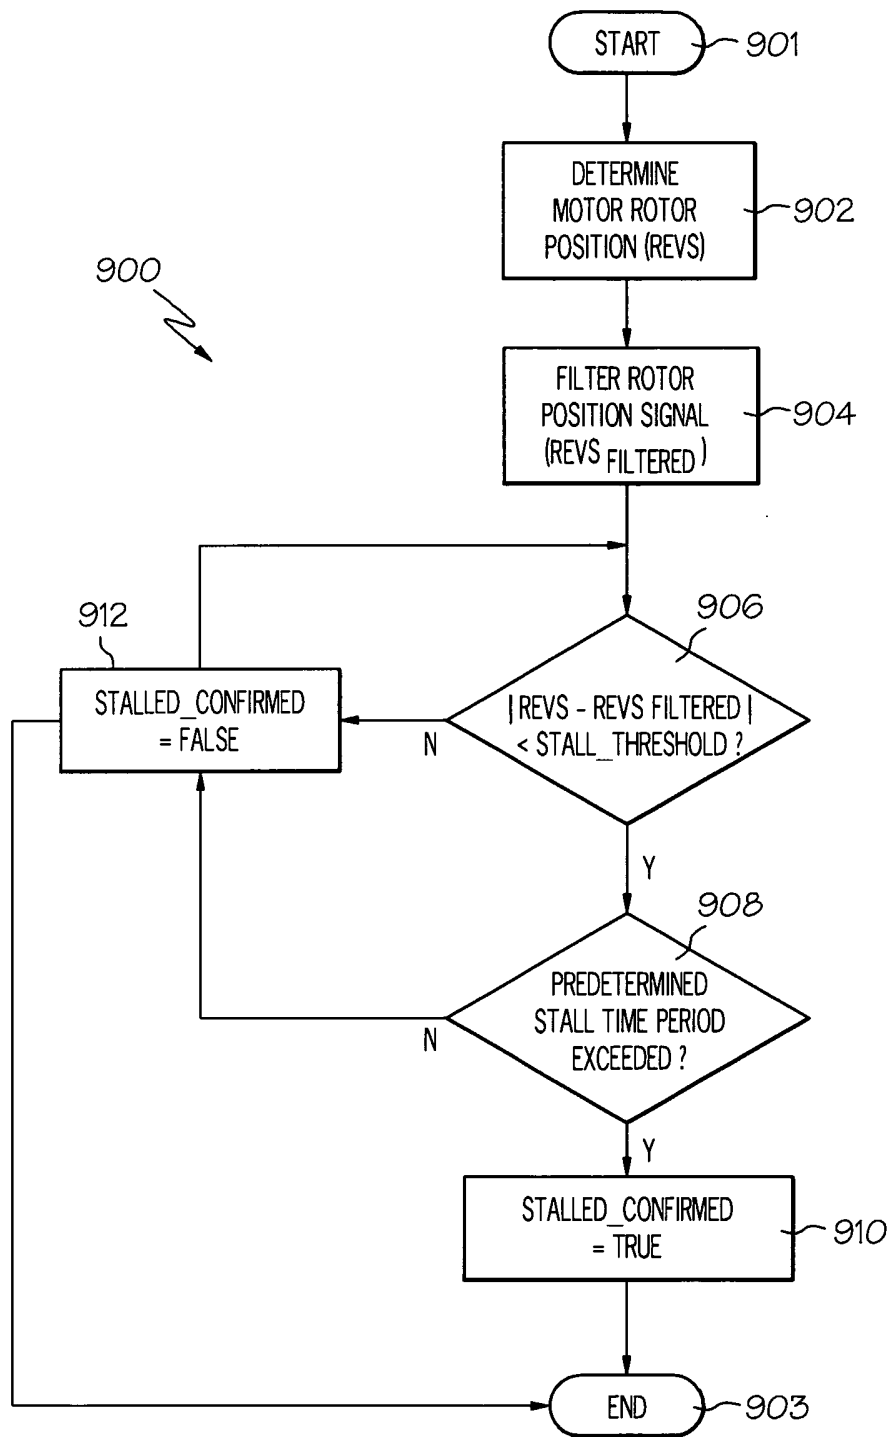 START
901
DETERMINE
MOTOR ROTOR
POSITION (REVS)
902
900
FILTER ROTOR
POSITION SIGNAL
(REVS FILTERED)
904
912
STALLED_CONFIRMED
= FALSE
906
|REVS - REVS FILTERED|
< STALL_THRESHOLD ?
N
Y
908
PREDETERMINED
STALL TIME PERIOD
EXCEEDED ?
N
Y
STALLED_CONFIRMED
= TRUE
910
END
903